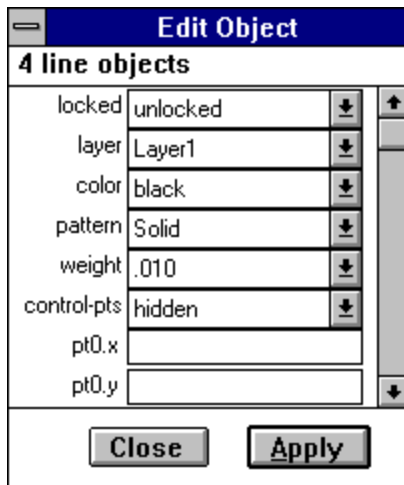 Edit Object
4 line objects
locked unlocked
layer Layer1
color black
pattern Solid
weight .010
control-pts hidden
pt0.x
pt0.y
Close Apply